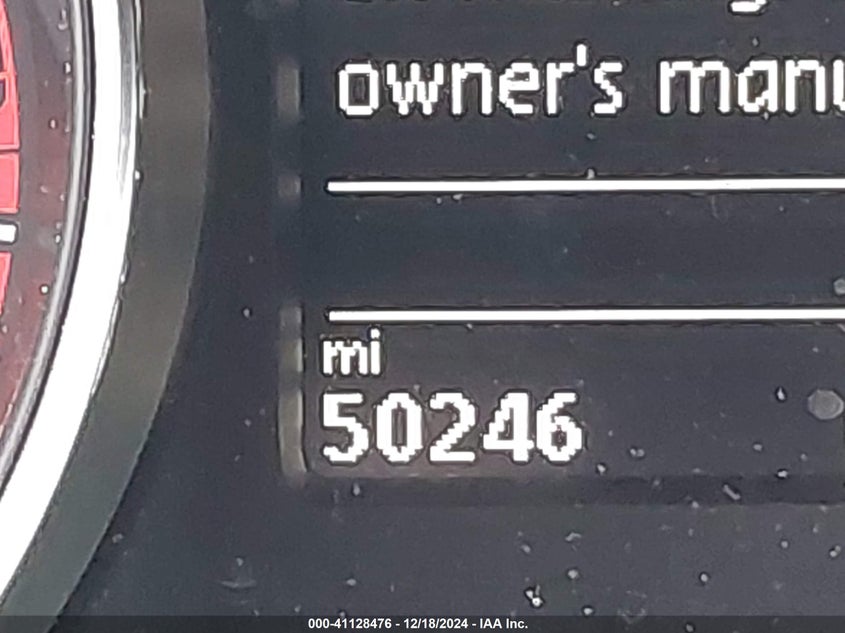 owner's manu
mi
50246
000-41128476 - 12/18/2024 - IAA Inc.